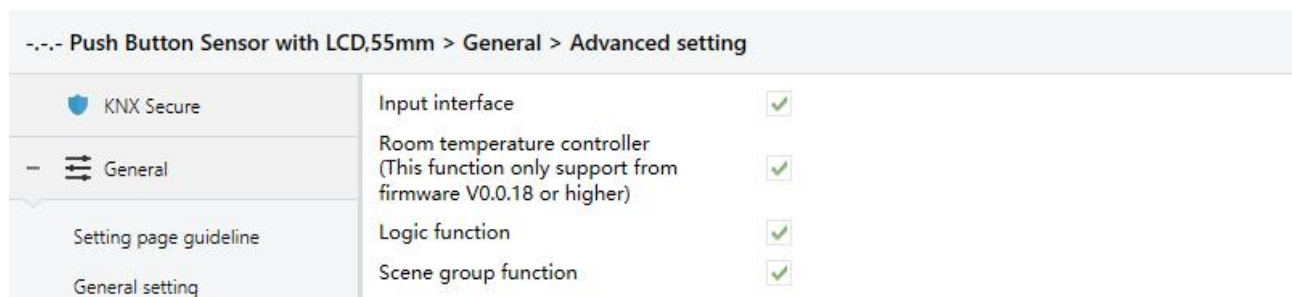 -.-.- Push Button Sensor with LCD,55mm > General > Advanced setting
KNX Secure
General
Setting page guideline
General setting
Input interface
Room temperature controller
(This function only support from
firmware V0.0.18 or higher)
Logic function
Scene group function